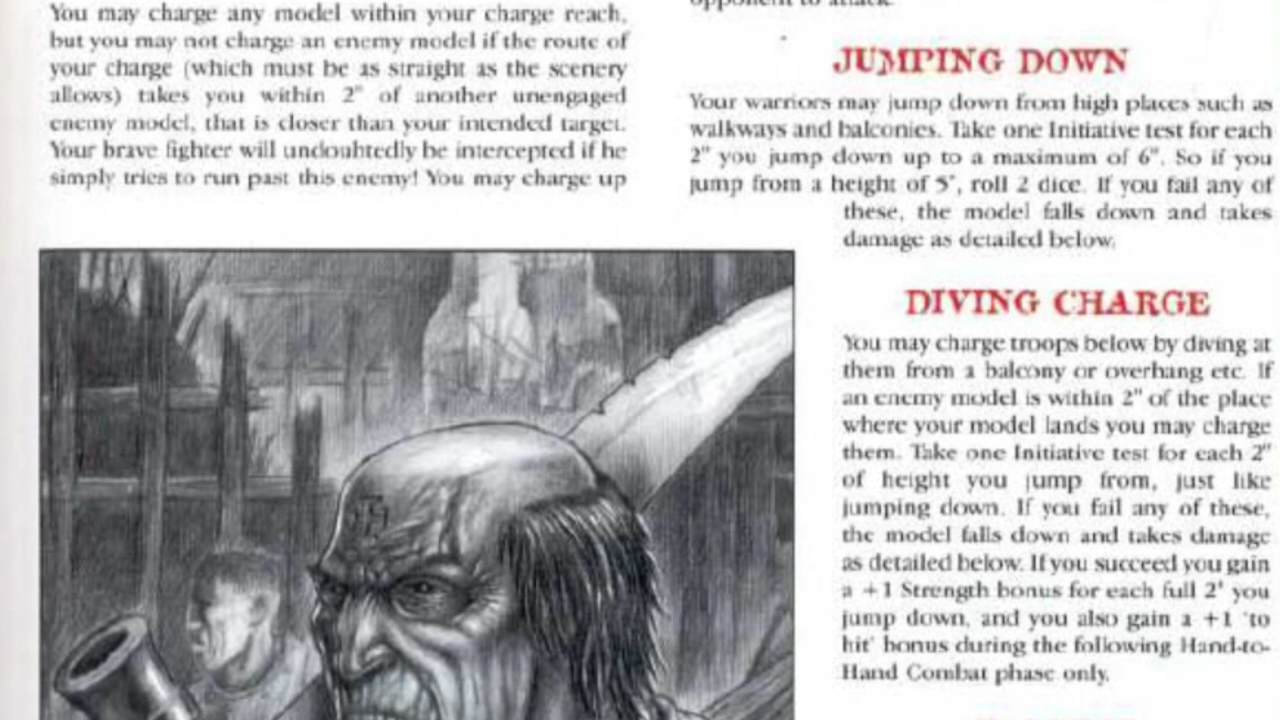 You may charge any model within your charge reach,
but you may not charge an enemy model if the route of
your charge (which must be as straight as the scenery
allows) takes you within 2" of another unengaged
enemy model, that is closer than your intended target.
Your brave fighter will undoubtedly be intercepted if he
simply tries to run past this enemy! You may charge up
opponent to attack.
JUMPING DOWN
Your warriors may jump down from high places such as
walkways and balconies. Take one Initiative test for each
2" you jump down up to a maximum of 6". So if you
jump from a height of 5", roll 2 dice. If you fail any of
these, the model falls down and takes
damage as detailed below.
DIVING CHARGE
You may charge troops below by diving at
them from a balcony or overhang etc. If
an enemy model is within 2" of the place
where your model lands you may charge
them. Take one Initiative test for each 2"
of height you jump from, just like
jumping down. If you fail any of these,
the model falls down and takes damage
as detailed below. If you succeed you gain
a +1 Strength bonus for each full 2" you
jump down, and you also gain a +1 'to
hit' bonus during the following Hand-to-
Hand Combat phase only.